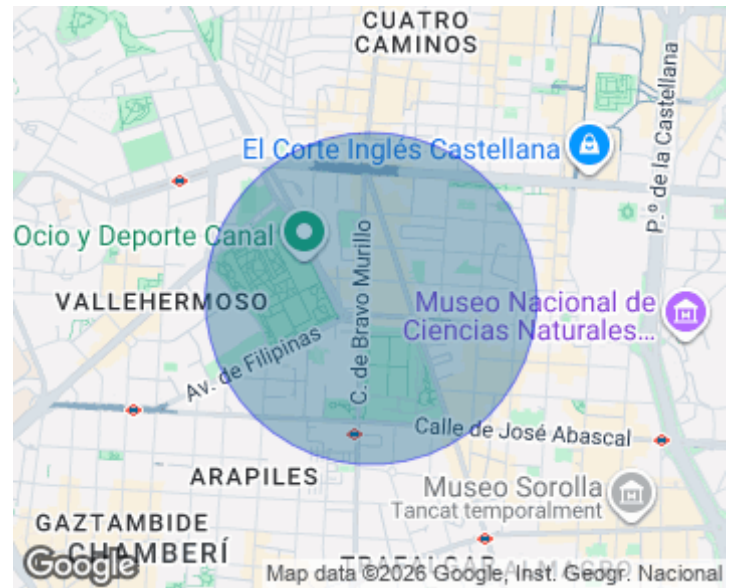 CUATRO
CAMINOS
El Corte Inglés Castellana
P.º de la Castellana
Ocio y Deporte Canal
C. de Bravo Murillo
VALLEHERMOSO
Museo Nacional de
Ciencias Naturales...
Av. de Filipinas
Calle de José Abascal
ARAPILES
Museo Sorolla
Tancat temporalment
GAZTAMBIDE
CHAMBERÍ
TRAFALGAR
ALMAGRO
Google
Map data ©2026 Google, Inst. Geogr. Nacional